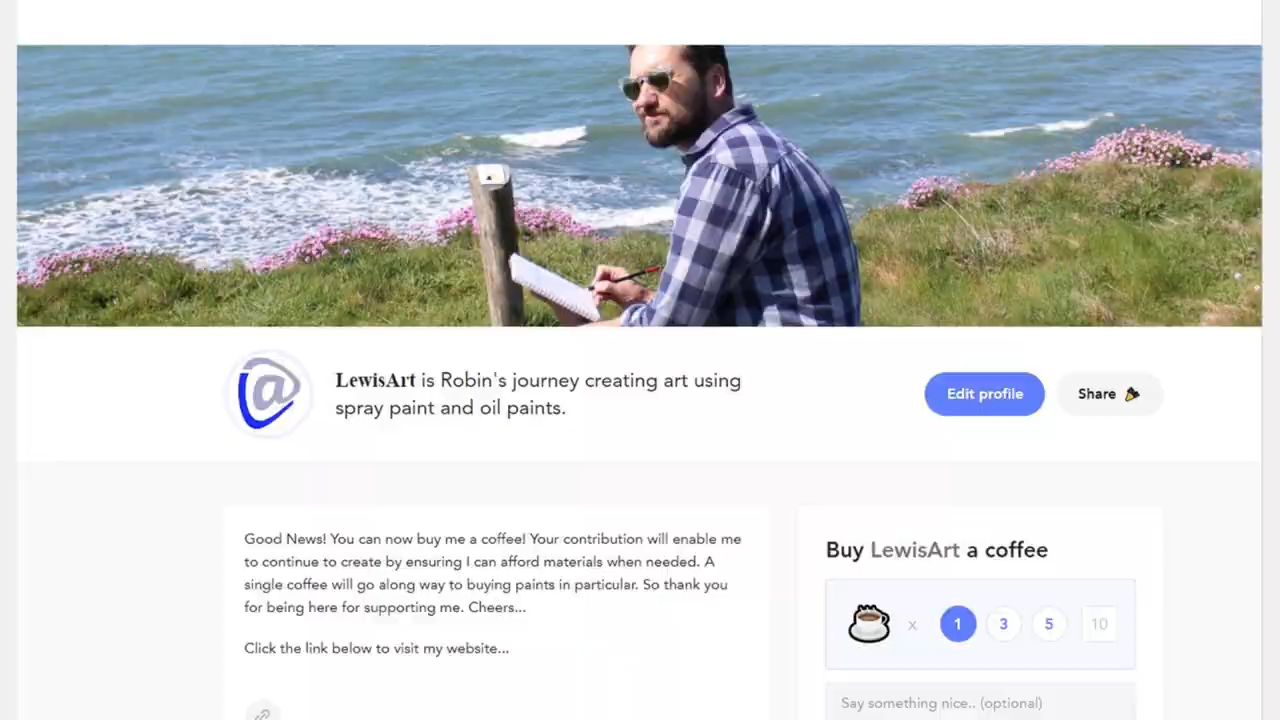 LewisArt is Robin's journey creating art using
spray paint and oil paints.
Edit profile
Share
Good News! You can now buy me a coffee! Your contribution will enable me
to continue to create by ensuring I can afford materials when needed. A
single coffee will go along way to buying paints in particular. So thank you
for being here for supporting me. Cheers...
Click the link below to visit my website...
Buy LewisArt a coffee
x 1 3 5 10
Say something nice.. (optional)